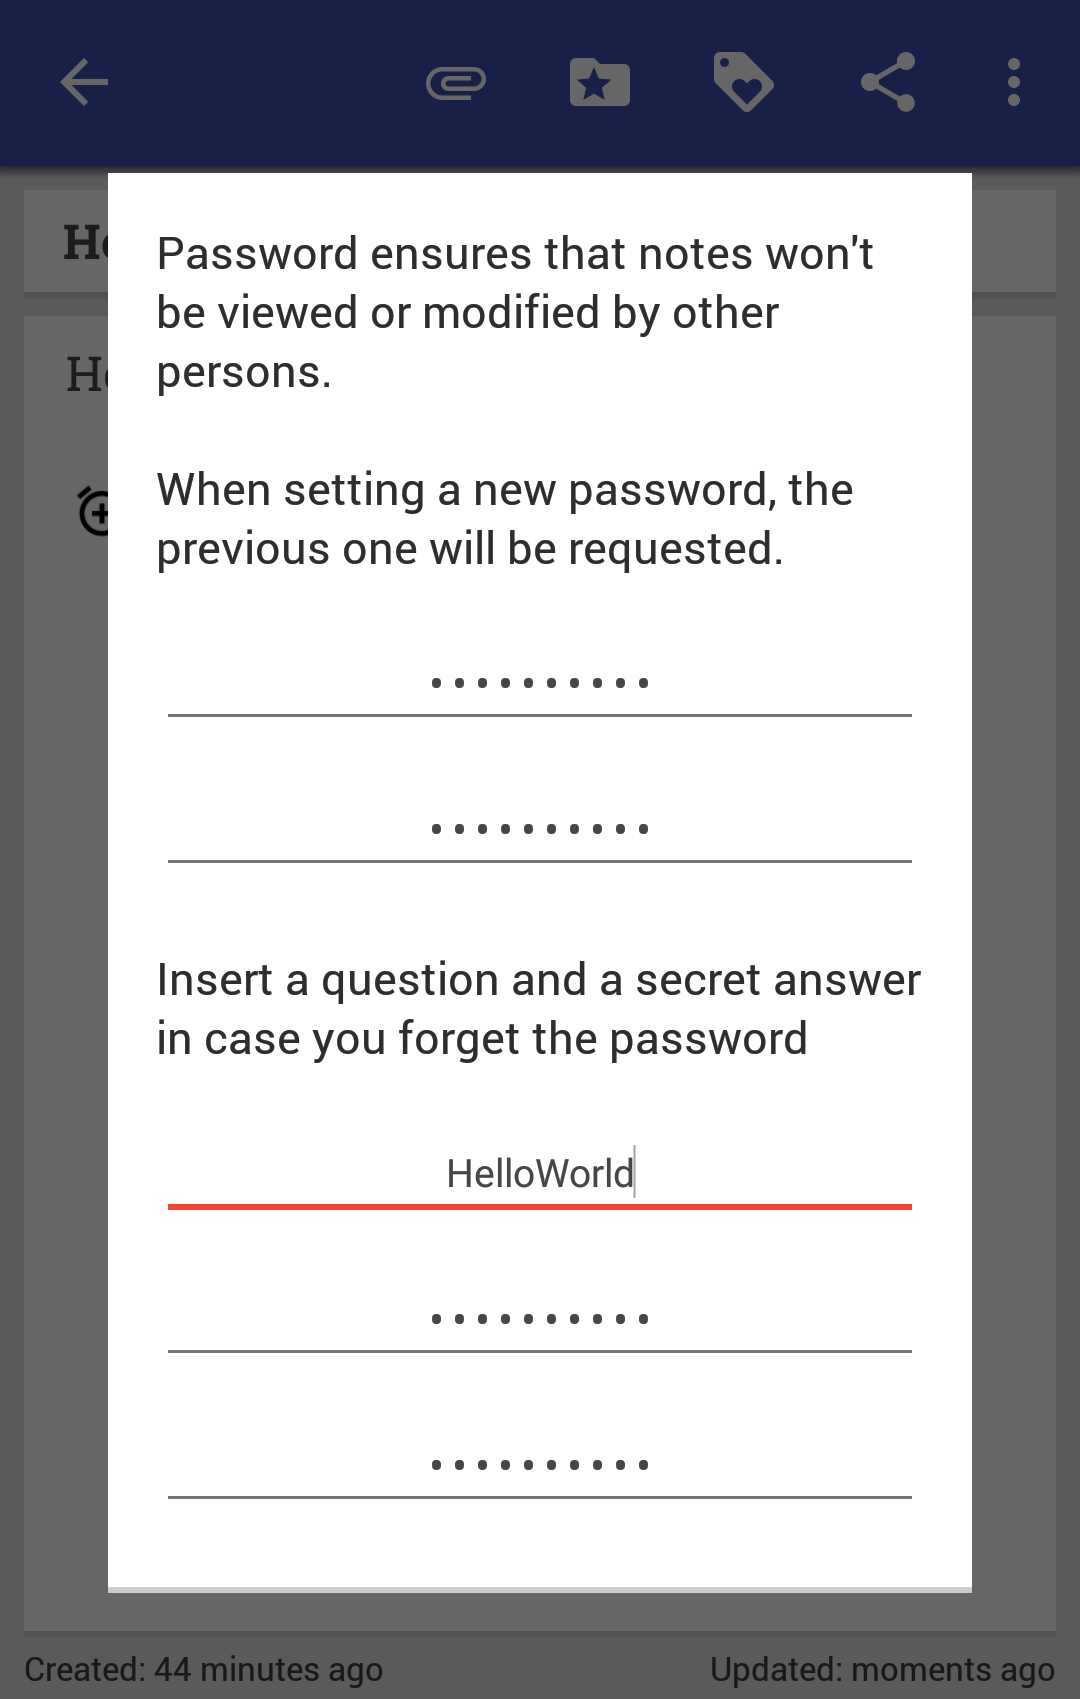 Password ensures that notes won't
be viewed or modified by other
persons.
When setting a new password, the
previous one will be requested.
••••••••••
••••••••••
Insert a question and a secret answer
in case you forget the password
HelloWorld
••••••••••
••••••••••
Created: 44 minutes ago
Updated: moments ago